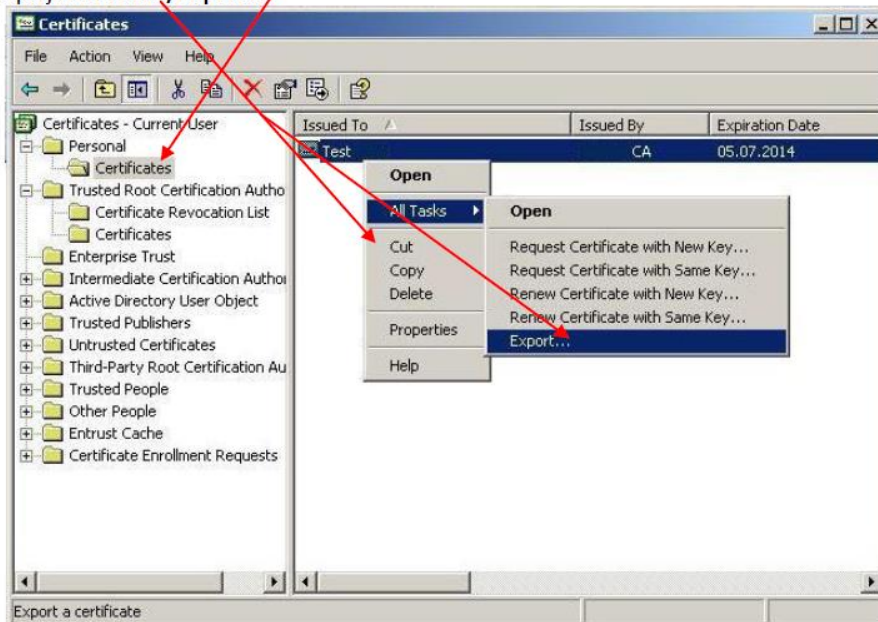 Certificates
File Action View Help
Certificates - Current User
Personal
Certificates
Trusted Root Certification Autho
Certificate Revocation List
Certificates
Enterprise Trust
Intermediate Certification Author
Active Directory User Object
Trusted Publishers
Untrusted Certificates
Third-Party Root Certification Au
Trusted People
Other People
Entrust Cache
Certificate Enrollment Requests
Issued To Issued By Expiration Date
Test CA 05.07.2014
Open
All Tasks
Cut
Copy
Delete
Properties
Help
Open
Request Certificate with New Key...
Request Certificate with Same Key...
Renew Certificate with New Key...
Renew Certificate with Same Key...
Export...
Export a certificate